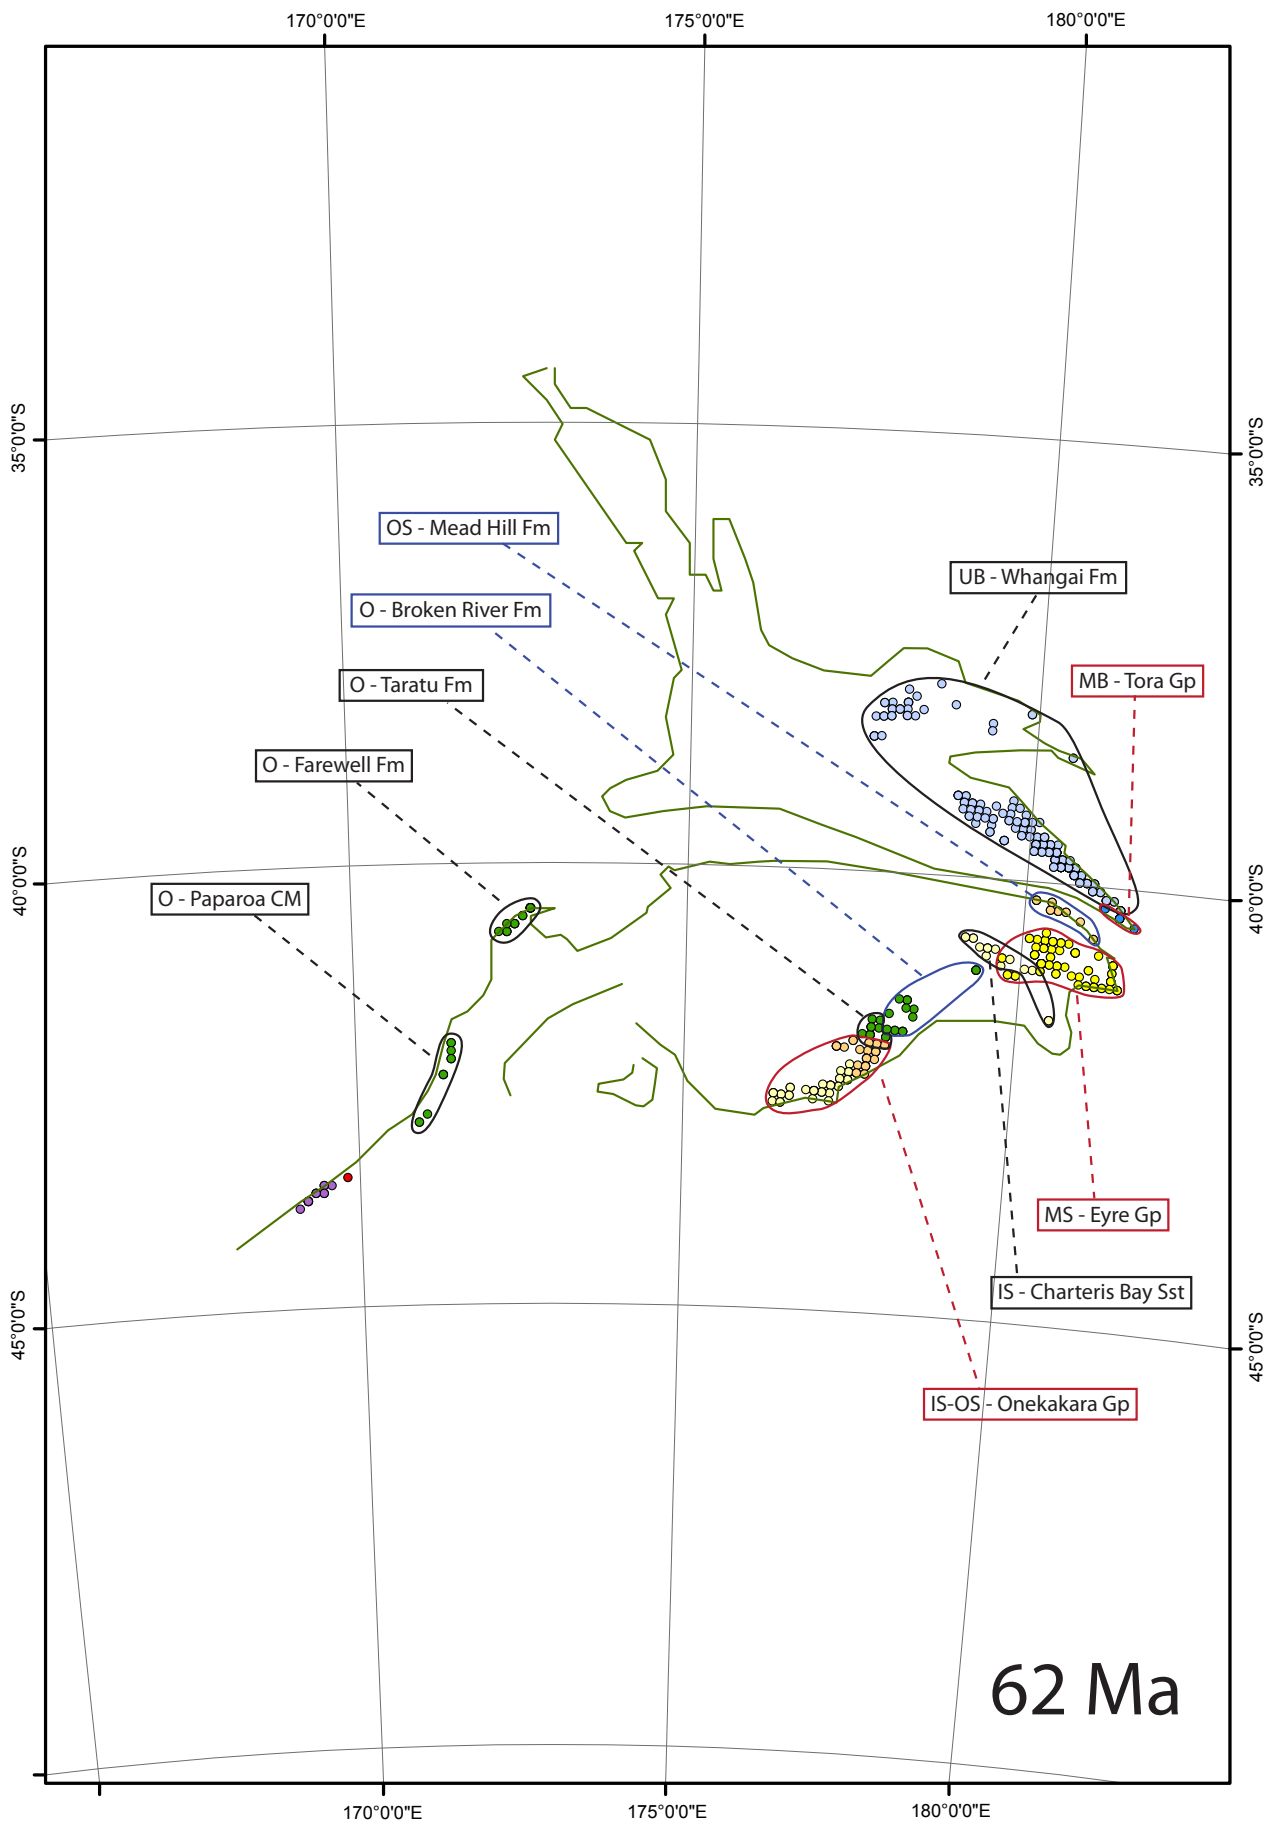 170°0'0"E
175°0'0"E
180°0'0"E
35°0'0"S
35°0'0"S
OS - Mead Hill Fm
UB - Whangai Fm
O - Broken River Fm
MB - Tora Gp
O - Taratu Fm
O - Farewell Fm
40°0'0"S
40°0'0"S
O - Paparoa CM
MS - Eyre Gp
IS - Charteris Bay Sst
45°0'0"S
45°0'0"S
IS-OS - Onekakara Gp
62 Ma
170°0'0"E
175°0'0"E
180°0'0"E